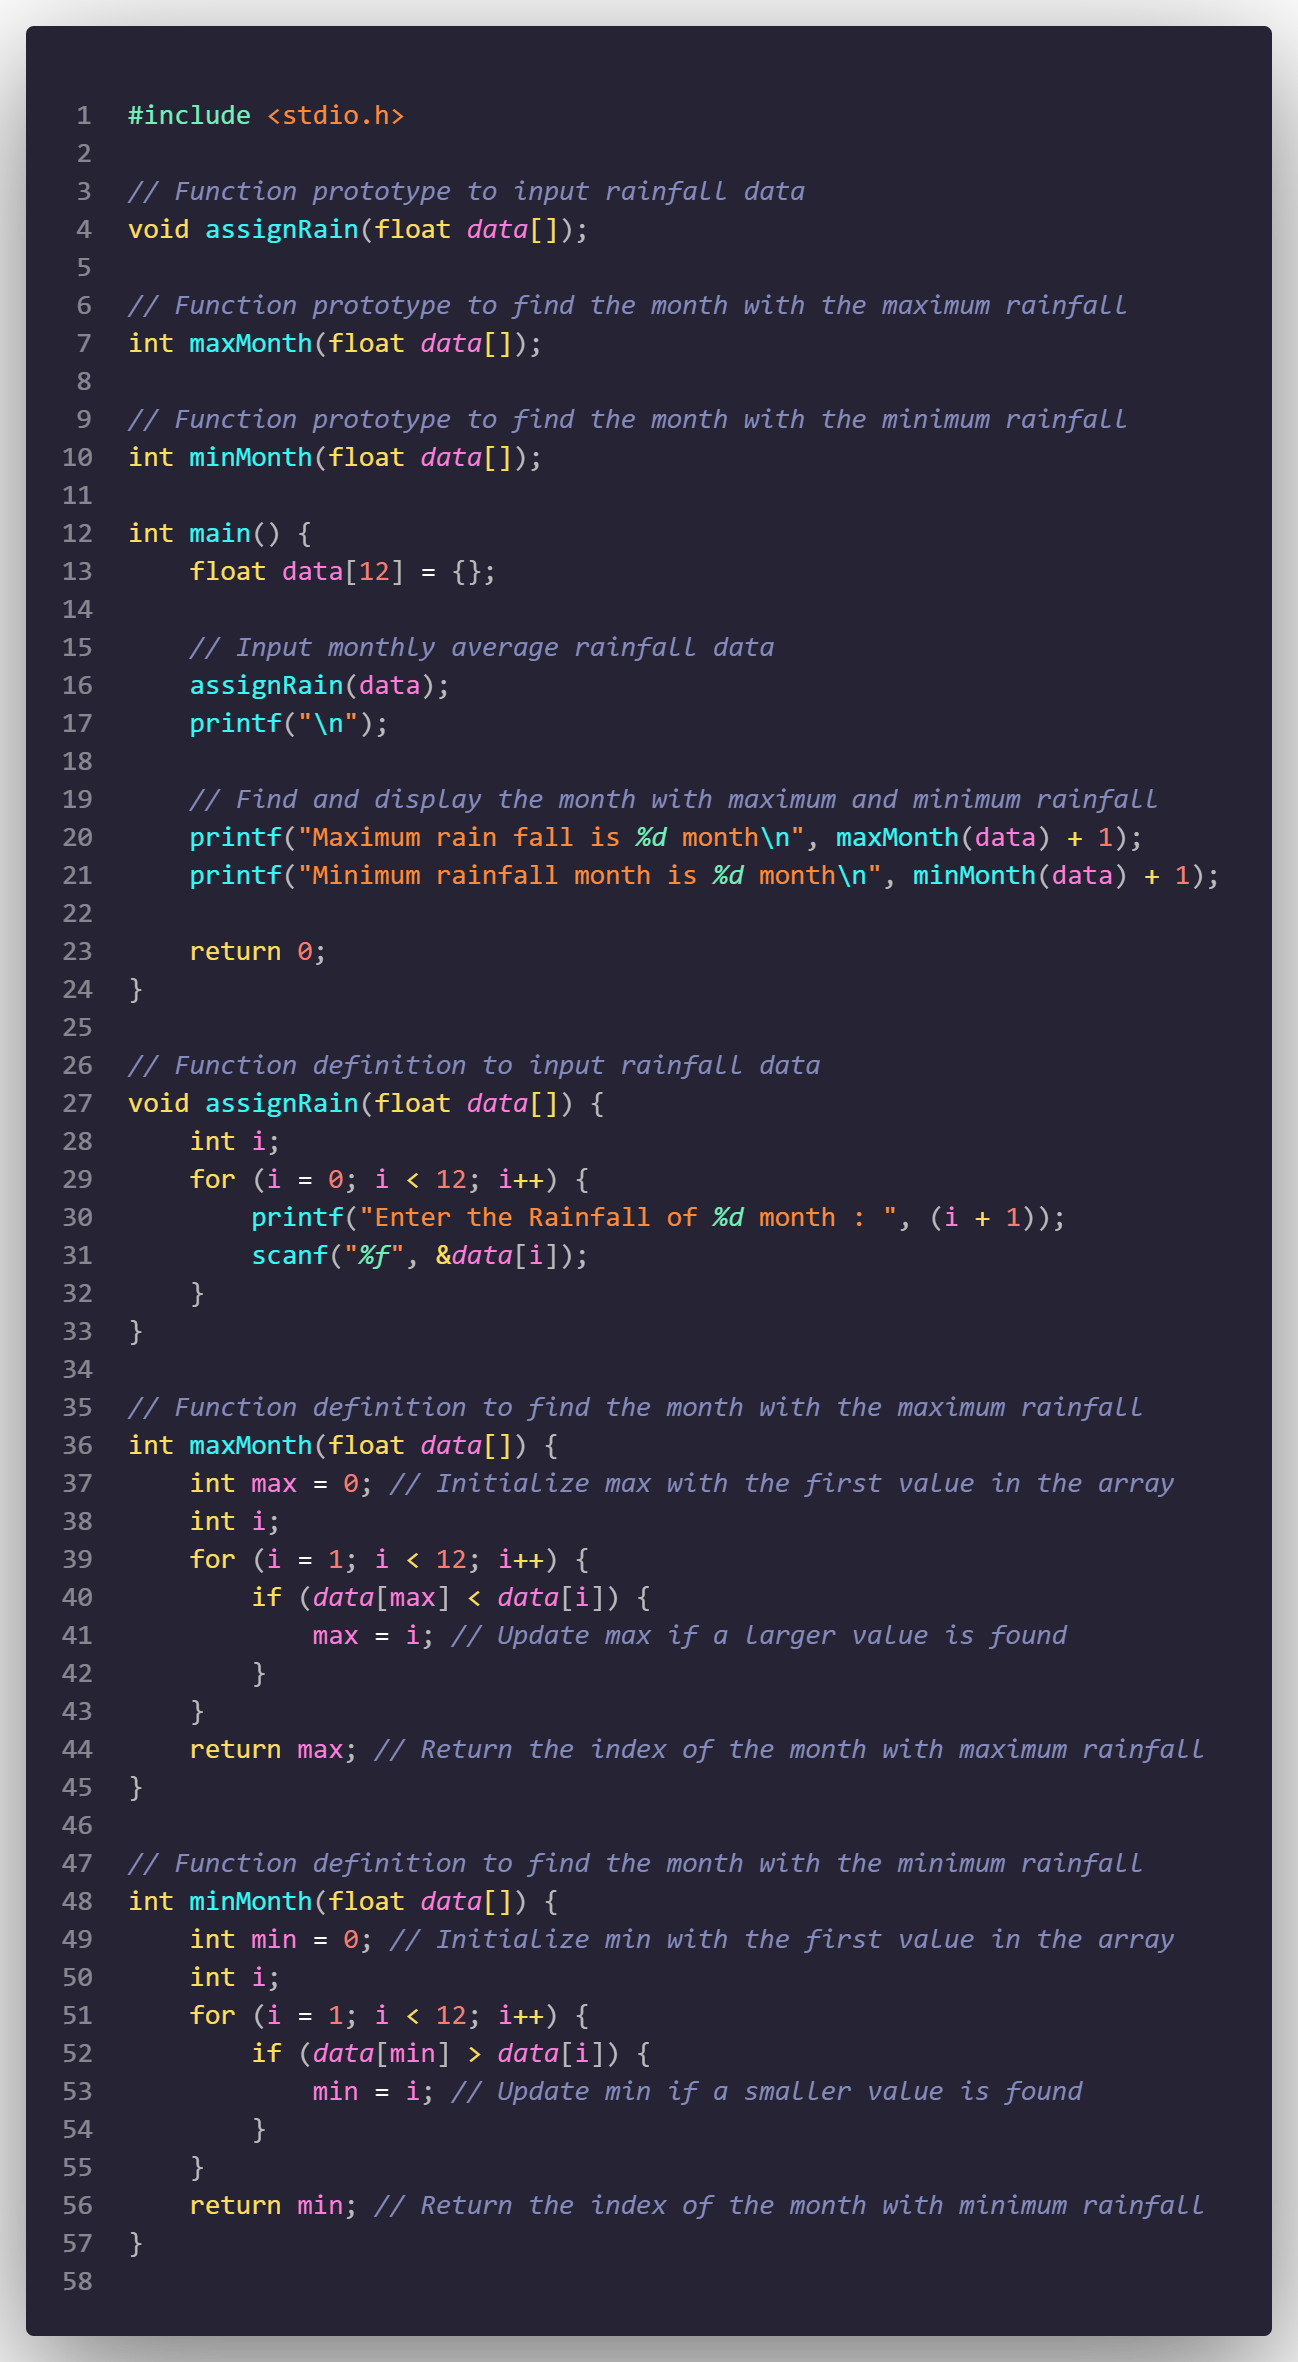 1 #include <stdio.h>
2
3 // Function prototype to input rainfall data
4 void assignRain(float data[]);
5
6 // Function prototype to find the month with the maximum rainfall
7 int maxMonth(float data[]);
8
9 // Function prototype to find the month with the minimum rainfall
10 int minMonth(float data[]);
11
12 int main() {
13     float data[12] = {};
14
15     // Input monthly average rainfall data
16     assignRain(data);
17     printf("\n");
18
19     // Find and display the month with maximum and minimum rainfall
20     printf("Maximum rain fall is %d month\n", maxMonth(data) + 1);
21     printf("Minimum rainfall month is %d month\n", minMonth(data) + 1);
22
23     return 0;
24 }
25
26 // Function definition to input rainfall data
27 void assignRain(float data[]) {
28     int i;
29     for (i = 0; i < 12; i++) {
30         printf("Enter the Rainfall of %d month : ", (i + 1));
31         scanf("%f", &data[i]);
32     }
33 }
34
35 // Function definition to find the month with the maximum rainfall
36 int maxMonth(float data[]) {
37     int max = 0; // Initialize max with the first value in the array
38     int i;
39     for (i = 1; i < 12; i++) {
40         if (data[max] < data[i]) {
41             max = i; // Update max if a larger value is found
42         }
43     }
44     return max; // Return the index of the month with maximum rainfall
45 }
46
47 // Function definition to find the month with the minimum rainfall
48 int minMonth(float data[]) {
49     int min = 0; // Initialize min with the first value in the array
50     int i;
51     for (i = 1; i < 12; i++) {
52         if (data[min] > data[i]) {
53             min = i; // Update min if a smaller value is found
54         }
55     }
56     return min; // Return the index of the month with minimum rainfall
57 }
58